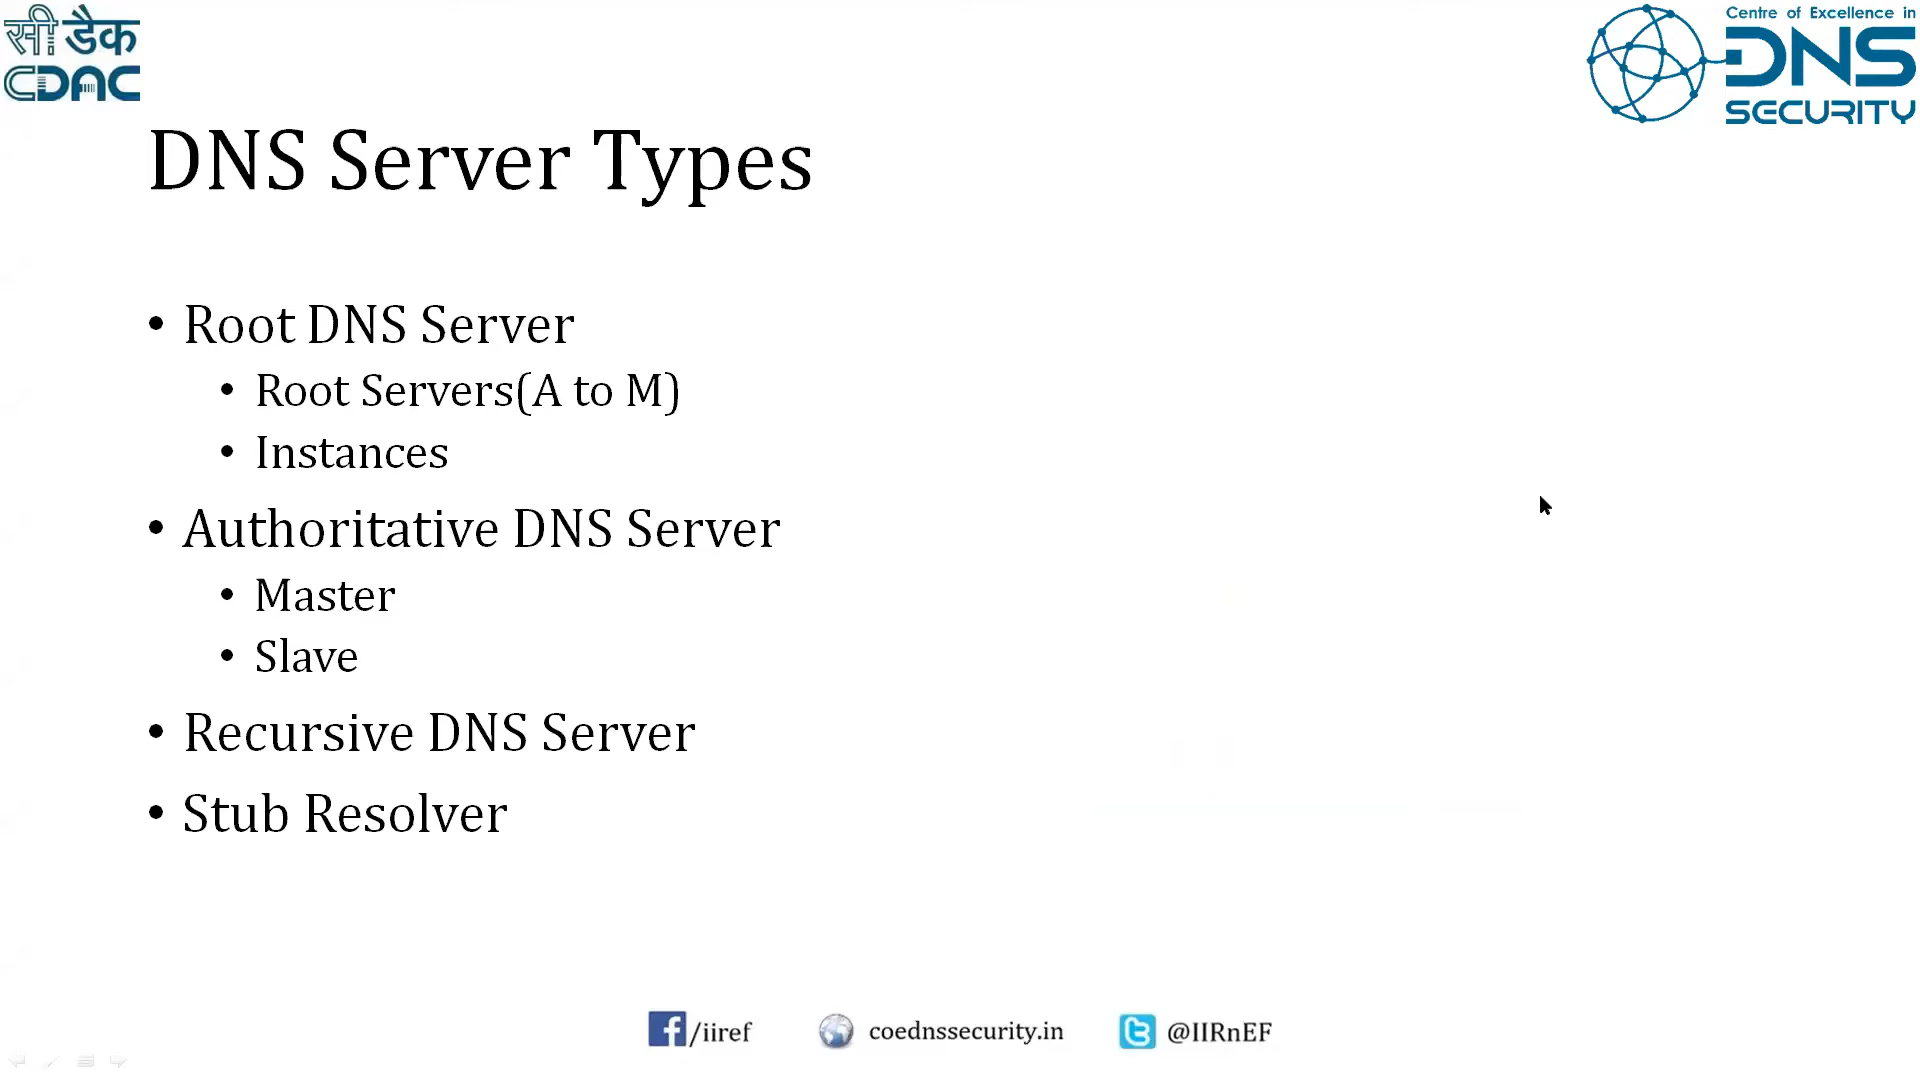 सी डैक
CDAC
Centre of Excellence in
DNS
SECURITY
DNS Server Types
• Root DNS Server
• Root Servers(A to M)
• Instances
• Authoritative DNS Server
• Master
• Slave
• Recursive DNS Server
• Stub Resolver
/iiref
coednssecurity.in
@IIRnEF